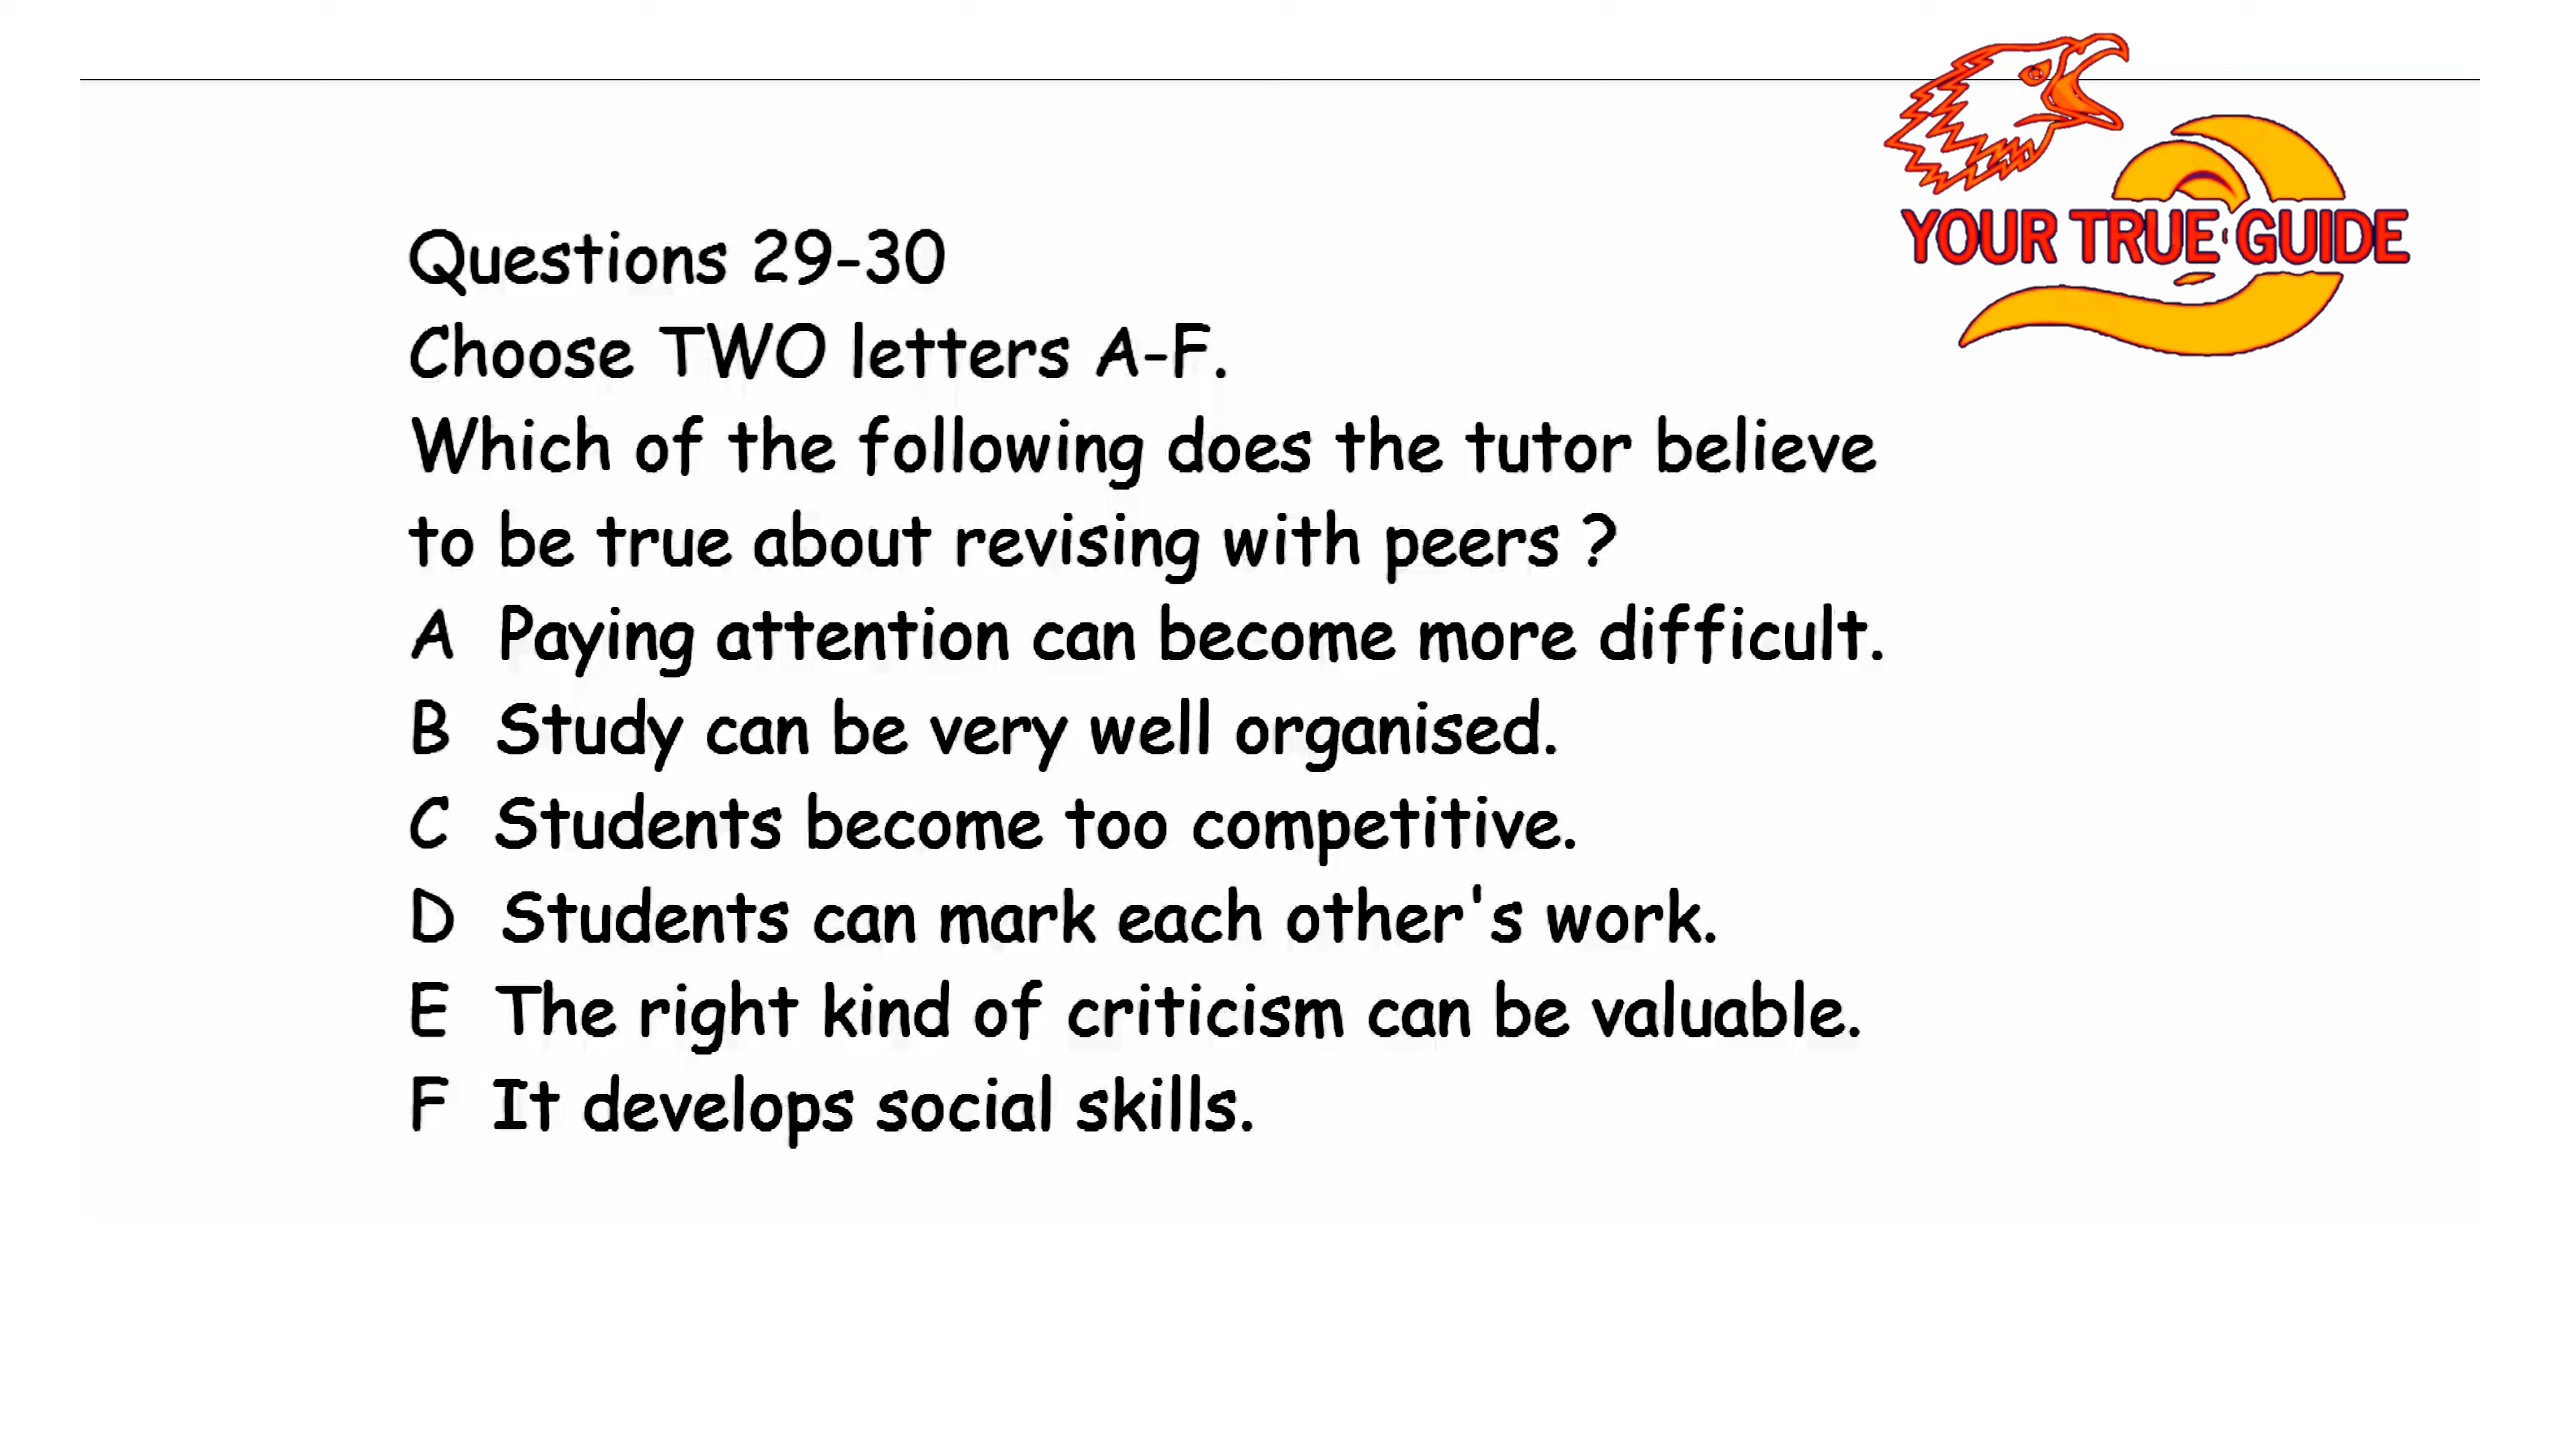 YOUR TRUE GUIDE
Questions 29-30
Choose TWO letters A-F.
Which of the following does the tutor believe
to be true about revising with peers ?
A Paying attention can become more difficult.
B Study can be very well organised.
C Students become too competitive.
D Students can mark each other's work.
E The right kind of criticism can be valuable.
F It develops social skills.